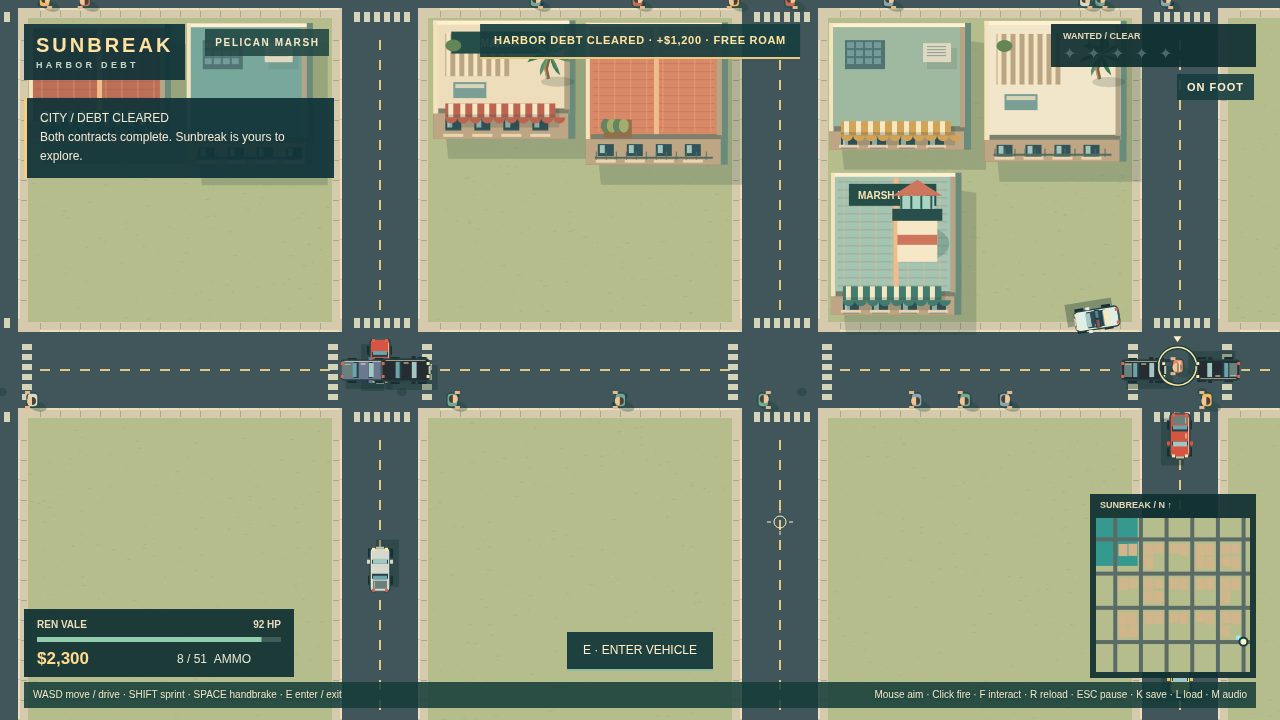 SUNBREAK
HARBOR DEBT
PELICAN MARSH
HARBOR DEBT CLEARED · +$1,200 · FREE ROAM
WANTED / CLEAR
ON FOOT
CITY / DEBT CLEARED
Both contracts complete. Sunbreak is yours to
explore.
MARSH
SUNBREAK / N ↑
REN VALE
92 HP
$2,300
8 / 51 AMMO
E · ENTER VEHICLE
WASD move / drive · SHIFT sprint · SPACE handbrake · E enter / exit
Mouse aim · Click fire · F interact · R reload · ESC pause · K save · L load · M audio